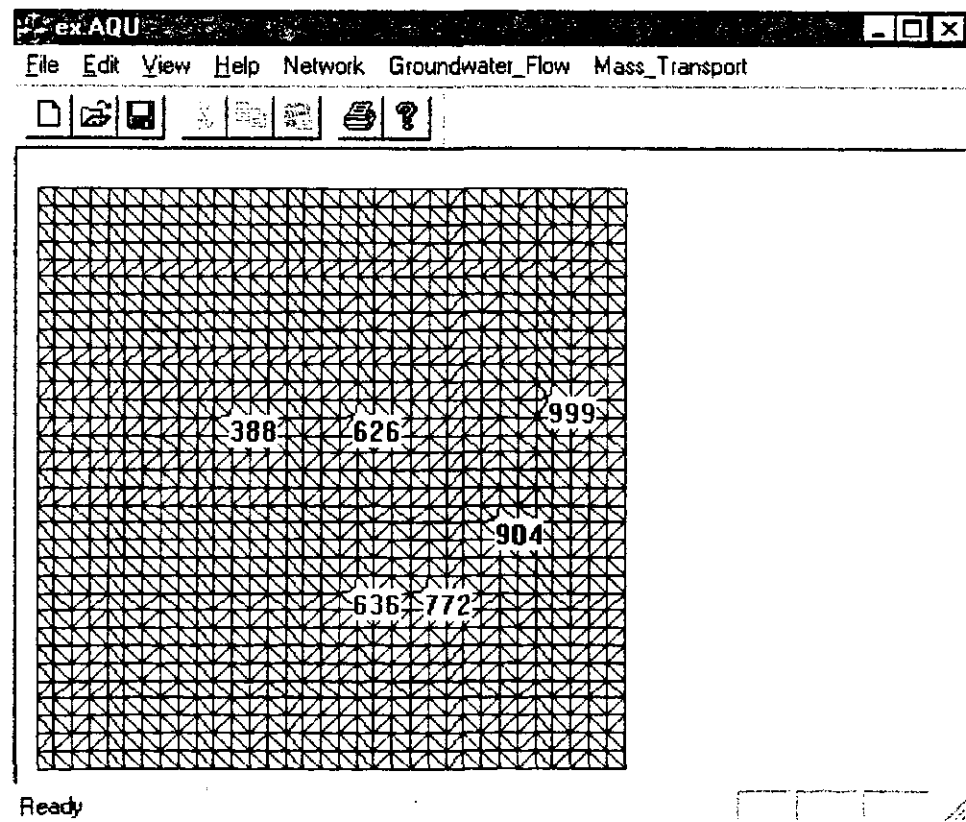 ex.AQU
File Edit View Help Network Groundwater_Flow Mass_Transport
999
388 626
904
636 772
Ready